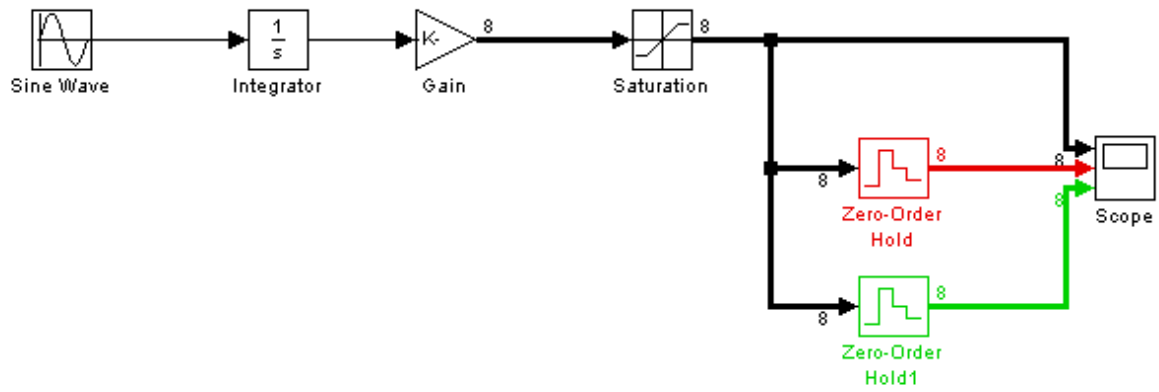 8
8
1
s
K-
Sine Wave
Integrator
Gain
Saturation
8
8
8
Zero-Order
Hold
Scope
8
8
8
Zero-Order
Hold1